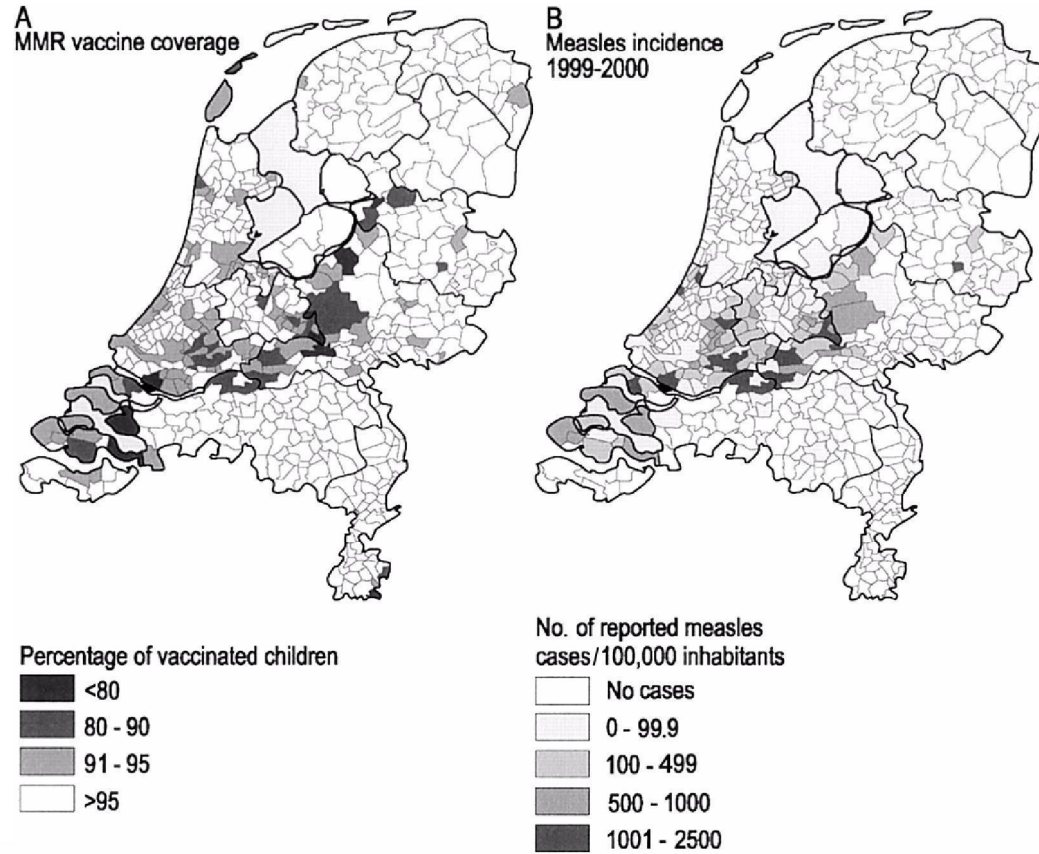 A
MMR vaccine coverage
B
Measles incidence
1999-2000
Percentage of vaccinated children
<80
80 - 90
91 - 95
>95
No. of reported measles
cases/100,000 inhabitants
No cases
0 - 99.9
100 - 499
500 - 1000
1001 - 2500